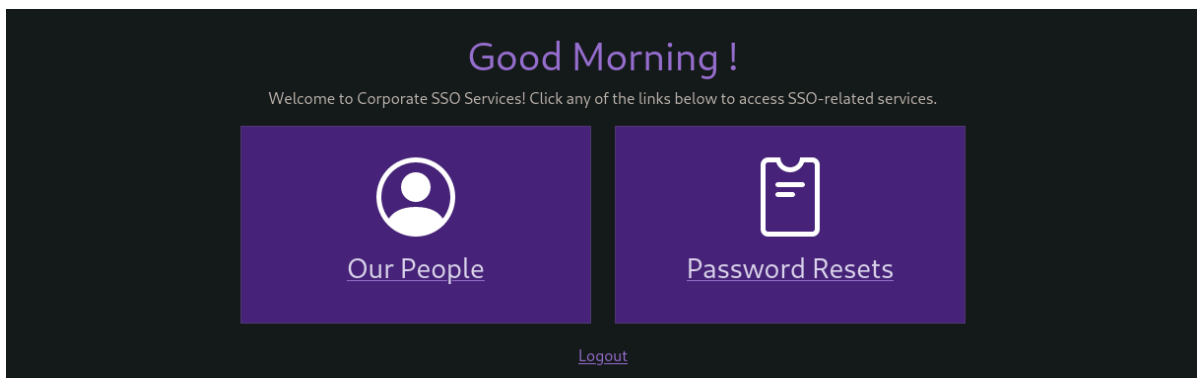 Good Morning !
Welcome to Corporate SSO Services! Click any of the links below to access SSO-related services.
Our People
Password Resets
Logout